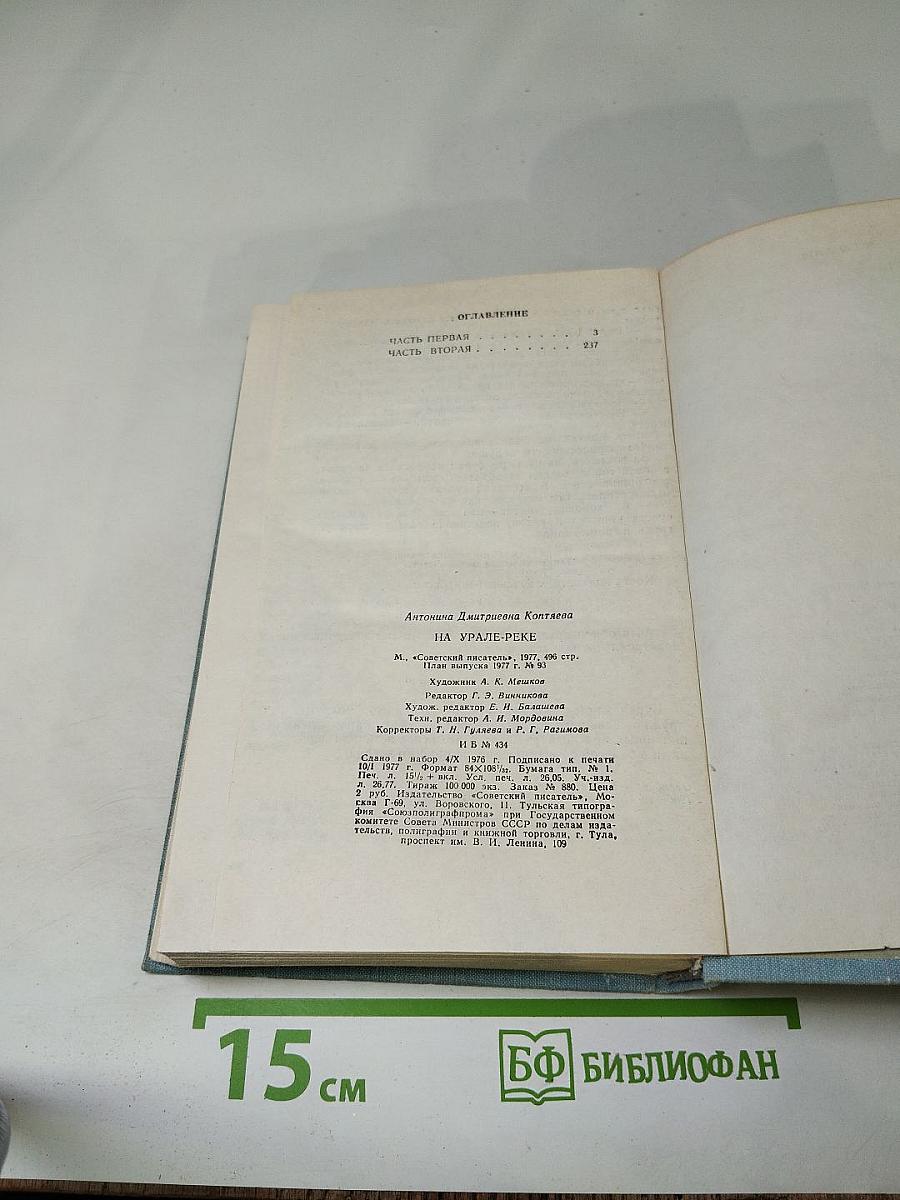 ОГЛАВЛЕНИЕ
ЧАСТЬ ПЕРВАЯ . . . . . . . . 3
ЧАСТЬ ВТОРАЯ . . . . . . . . 237
Антонина Дмитриевна Коптяева
НА УРАЛЕ-РЕКЕ
М., «Советский писатель», 1977, 496 стр.
План выпуска 1977 г. № 93
Художник А. К. Мешков
Редактор Г. Э. Винникова
Худож. редактор Е. И. Балашева
Техн. редактор А. И. Мордовина
Корректоры Т. Н. Гуляева и Р. Г. Рагимова
И Б № 434
Сдано в набор 4/X 1976 г. Подписано к печати
10/I 1977 г. Формат 84×108¹/₃₂. Бумага тип. № 1.
Печ. л. 15¹/₂ + вкл. Усл. печ. л. 26,05. Уч.-изд.
л. 26,77. Тираж 100 000 экз. Заказ № 880. Цена
2 руб. Издательство «Советский писатель», Мо-
сква Г-69, ул. Воровского, 11. Тульская типогра-
фия «Союзполиграфпрома» при Государственном
комитете Совета Министров СССР по делам изда-
тельств, полиграфии и книжной торговли, г. Тула,
проспект им. В. И. Ленина, 109
15 см
БФ БИБЛИОФАН